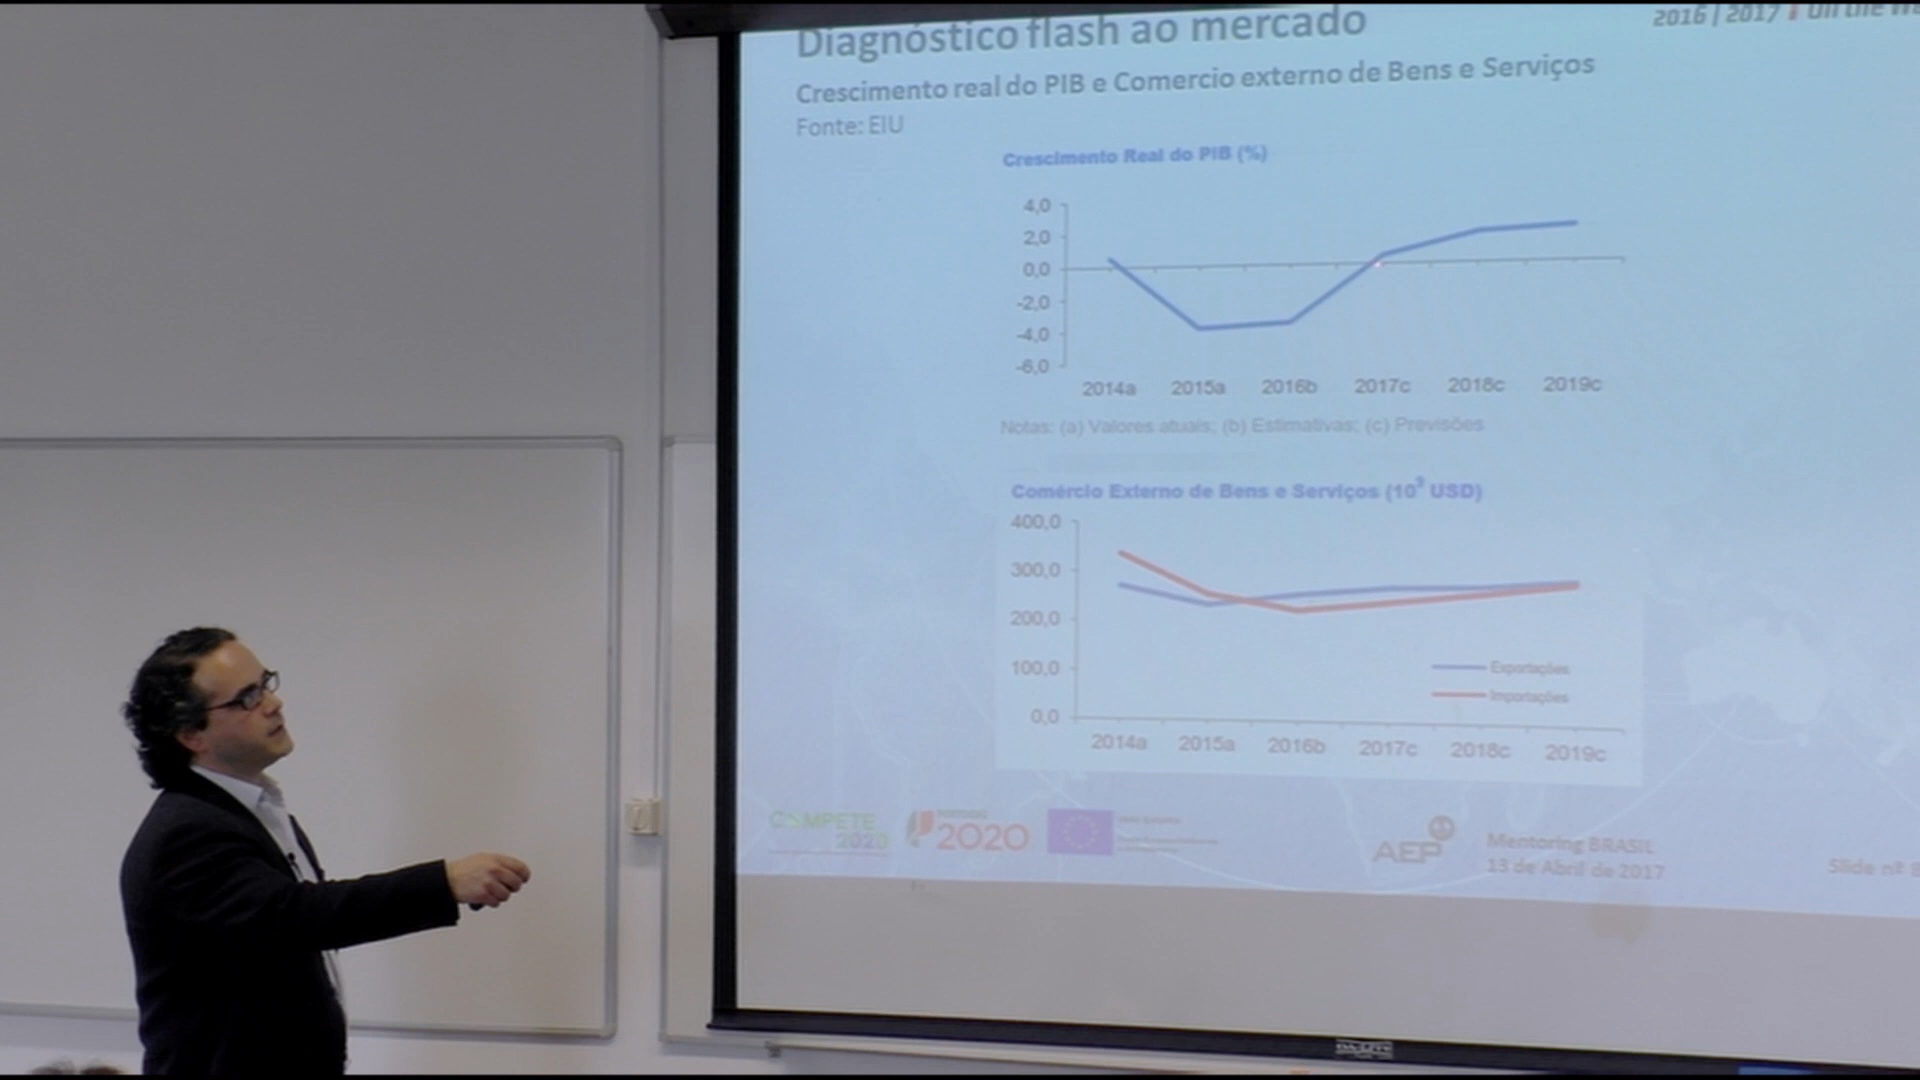 Diagnóstico flash ao mercado
2016 | 2017
Crescimento real do PIB e Comercio externo de Bens e Serviços
Fonte: EIU
Crescimento Real do PIB (%)
4,0
2,0
0,0
-2,0
-4,0
-6,0
2014a 2015a 2016b 2017c 2018c 2019c
Notas: (a) Valores atuais; (b) Estimativas; (c) Previsões
Comércio Externo de Bens e Serviços (10⁹ USD)
400,0
300,0
200,0
100,0
0,0
Exportações
Importações
2014a 2015a 2016b 2017c 2018c 2019c
COMPETE
2020
2020
AEP
Mentoring BRASIL
13 de Abril de 2017
Slide nº